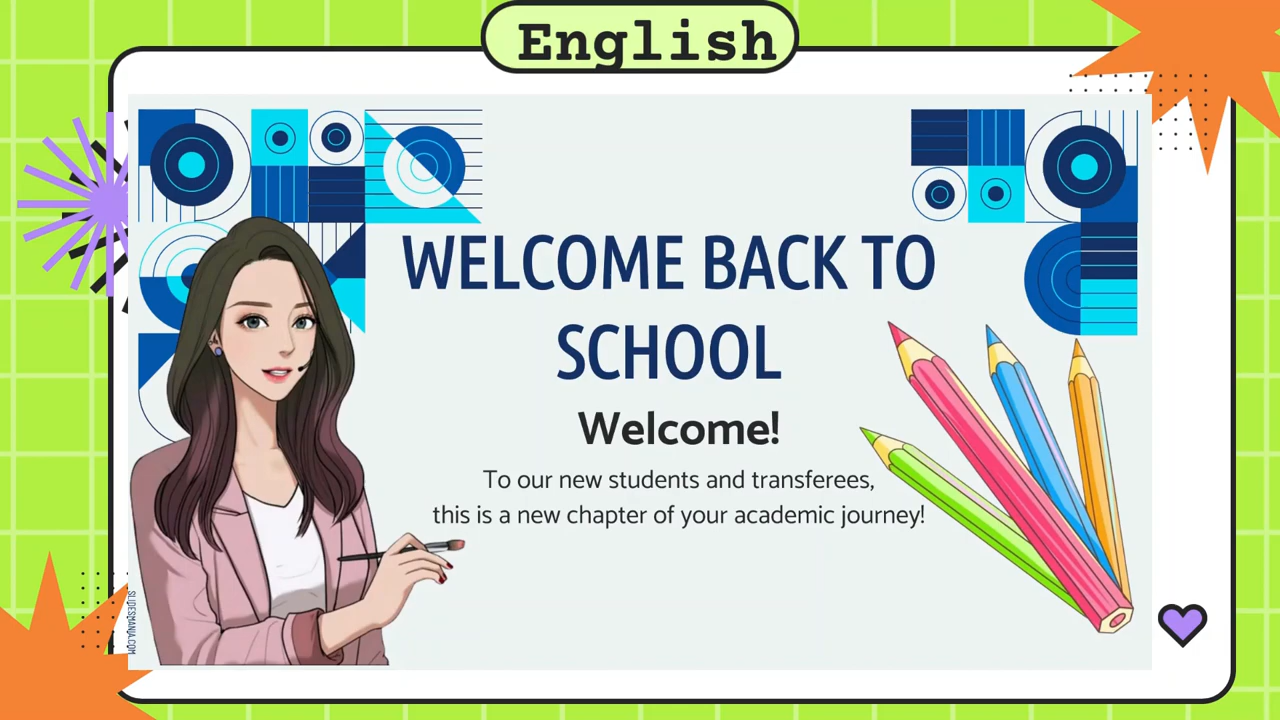 English
WELCOME BACK TO
SCHOOL
Welcome!
To our new students and transferees,
this is a new chapter of your academic journey!
SLIDESMANIA.COM